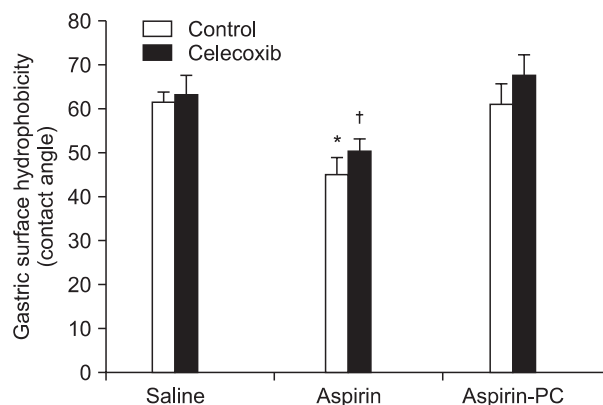 Gastric surface hydrophobicity
(contact angle)
80
70
60
50
40
30
20
10
0
Control
Celecoxib
*
†
Saline
Aspirin
Aspirin-PC